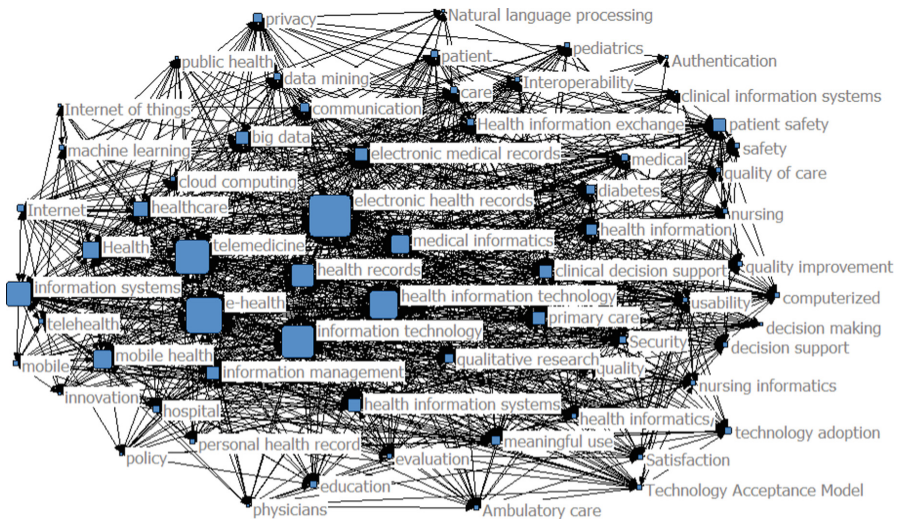 privacy
Natural language processing
patient
pediatrics
Authentication
public health
data mining
care
Interoperability
clinical information systems
Internet of things
communication
Health information exchange
patient safety
machine learning
big data
electronic medical records
medical
safety
quality of care
cloud computing
diabetes
Internet
healthcare
electronic health records
nursing
health information
Health
telemedicine
medical informatics
health records
clinical decision support
quality improvement
information systems
e-health
health information technology
usability
computerized
telehealth
information technology
primary care
decision making
Security
decision support
mobile
mobile health
qualitative research
quality
information management
nursing informatics
innovation
hospital
health information systems
health informatics
personal health record
meaningful use
technology adoption
policy
evaluation
Satisfaction
education
Technology Acceptance Model
physicians
Ambulatory care